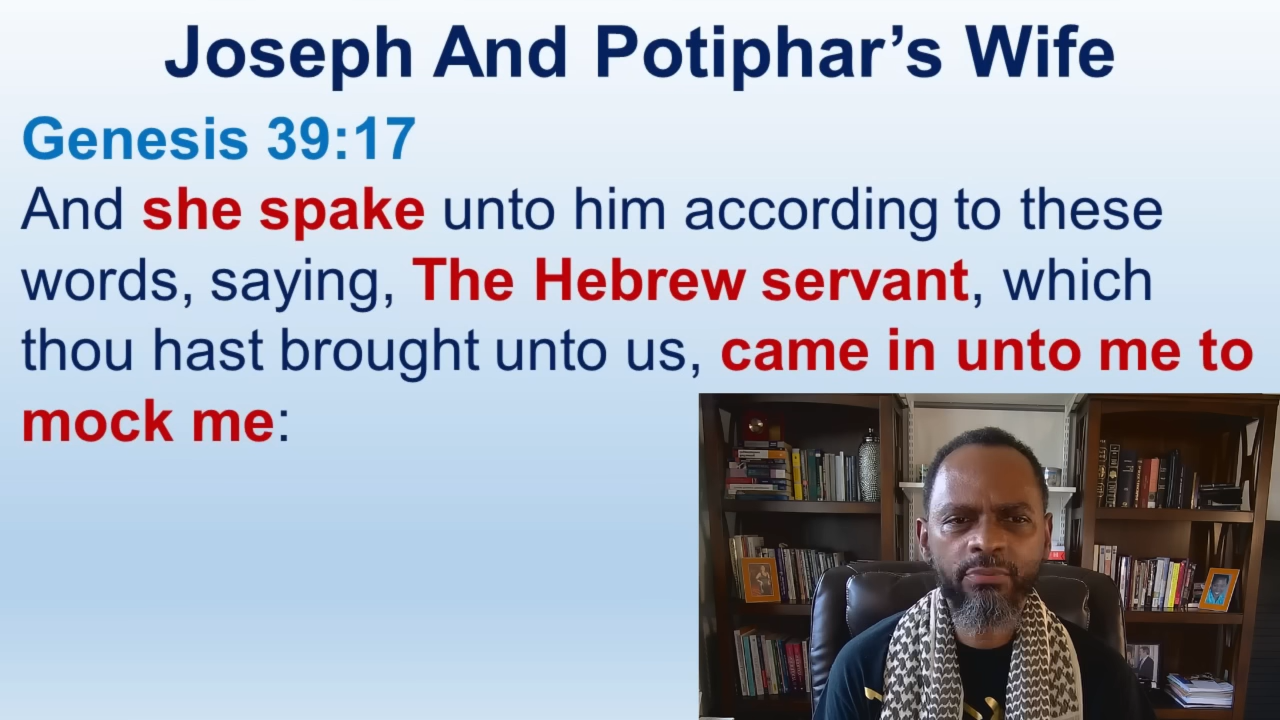 Joseph And Potiphar’s Wife
Genesis 39:17
And she spake unto him according to these
words, saying, The Hebrew servant, which
thou hast brought unto us, came in unto me to
mock me: